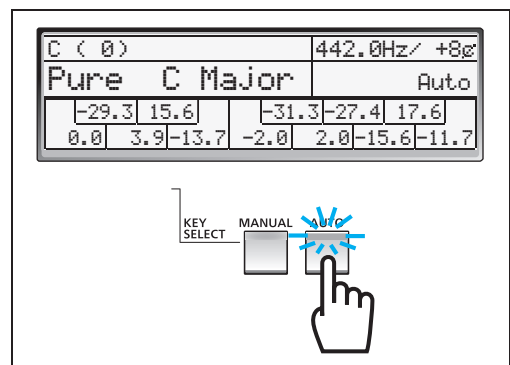 C ( 0) 442.0Hz/ +8¢
Pure C Major Auto
-29.3 15.6 -31.3 -27.4 17.6
0.0 3.9 -13.7 -2.0 2.0 -15.6 -11.7
KEY SELECT MANUAL AUTO